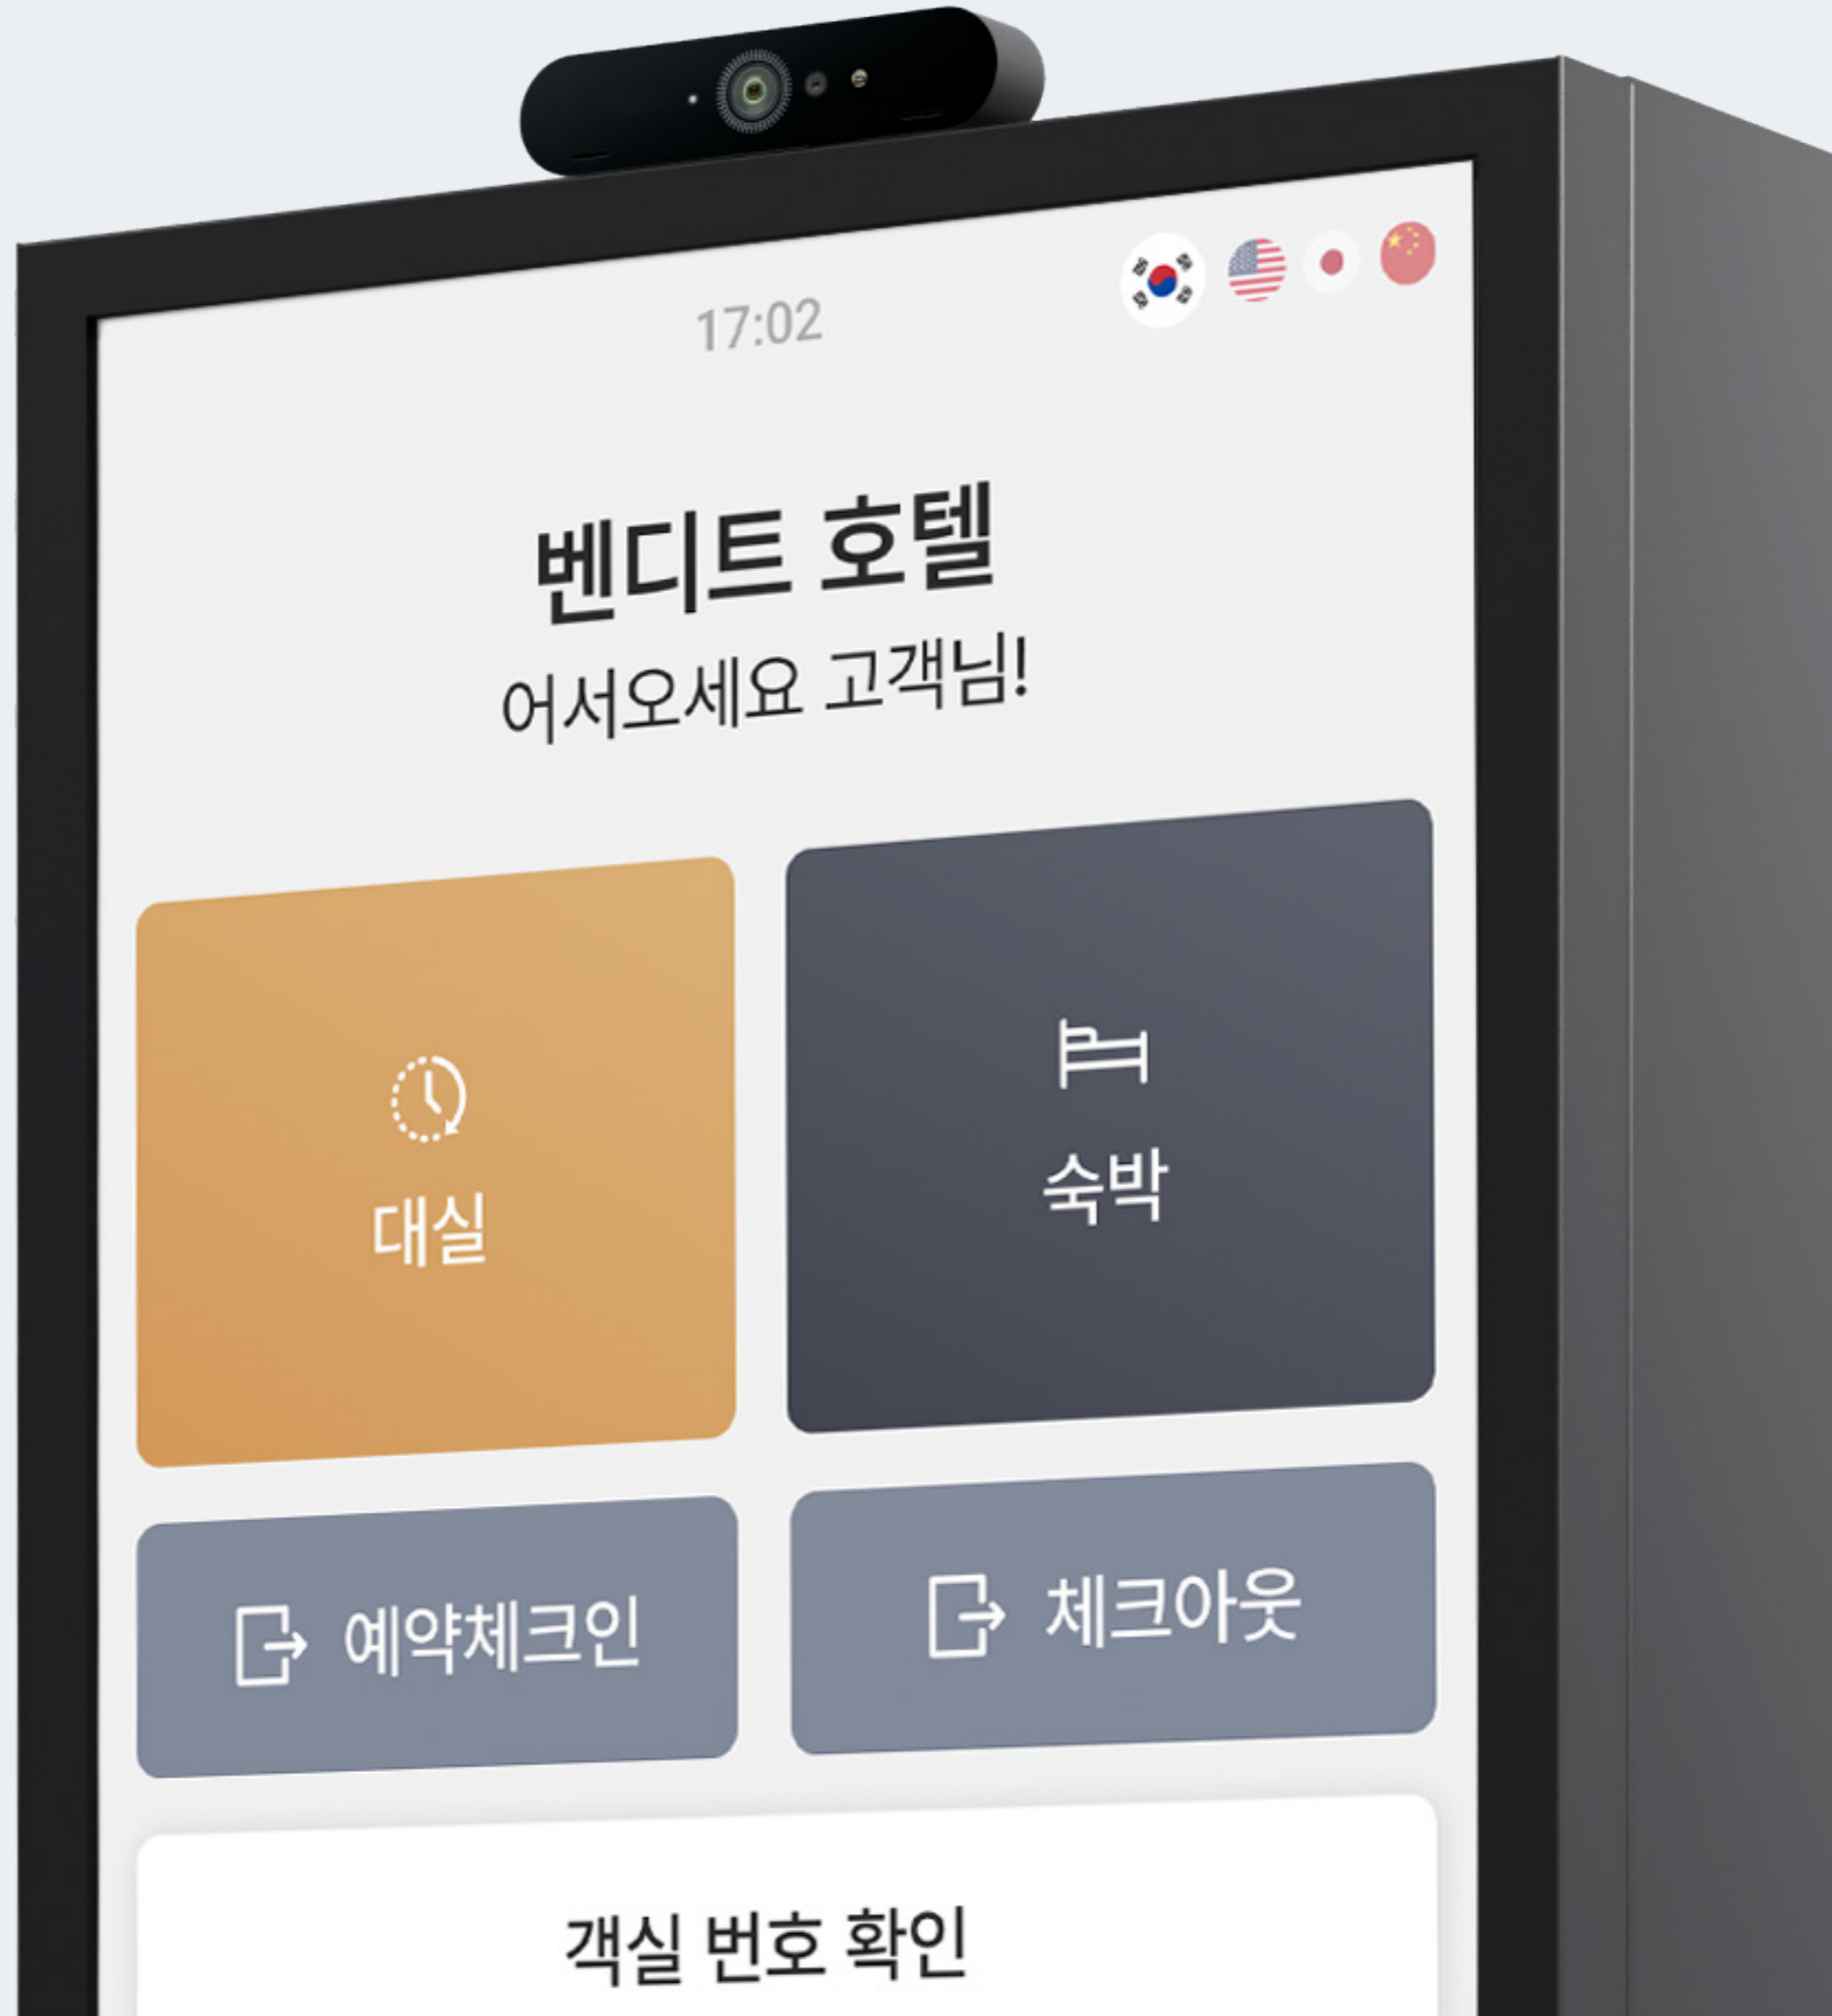 17:02
벤디트 호텔
어서오세요 고객님!
대실
숙박
예약체크인
체크아웃
객실 번호 확인